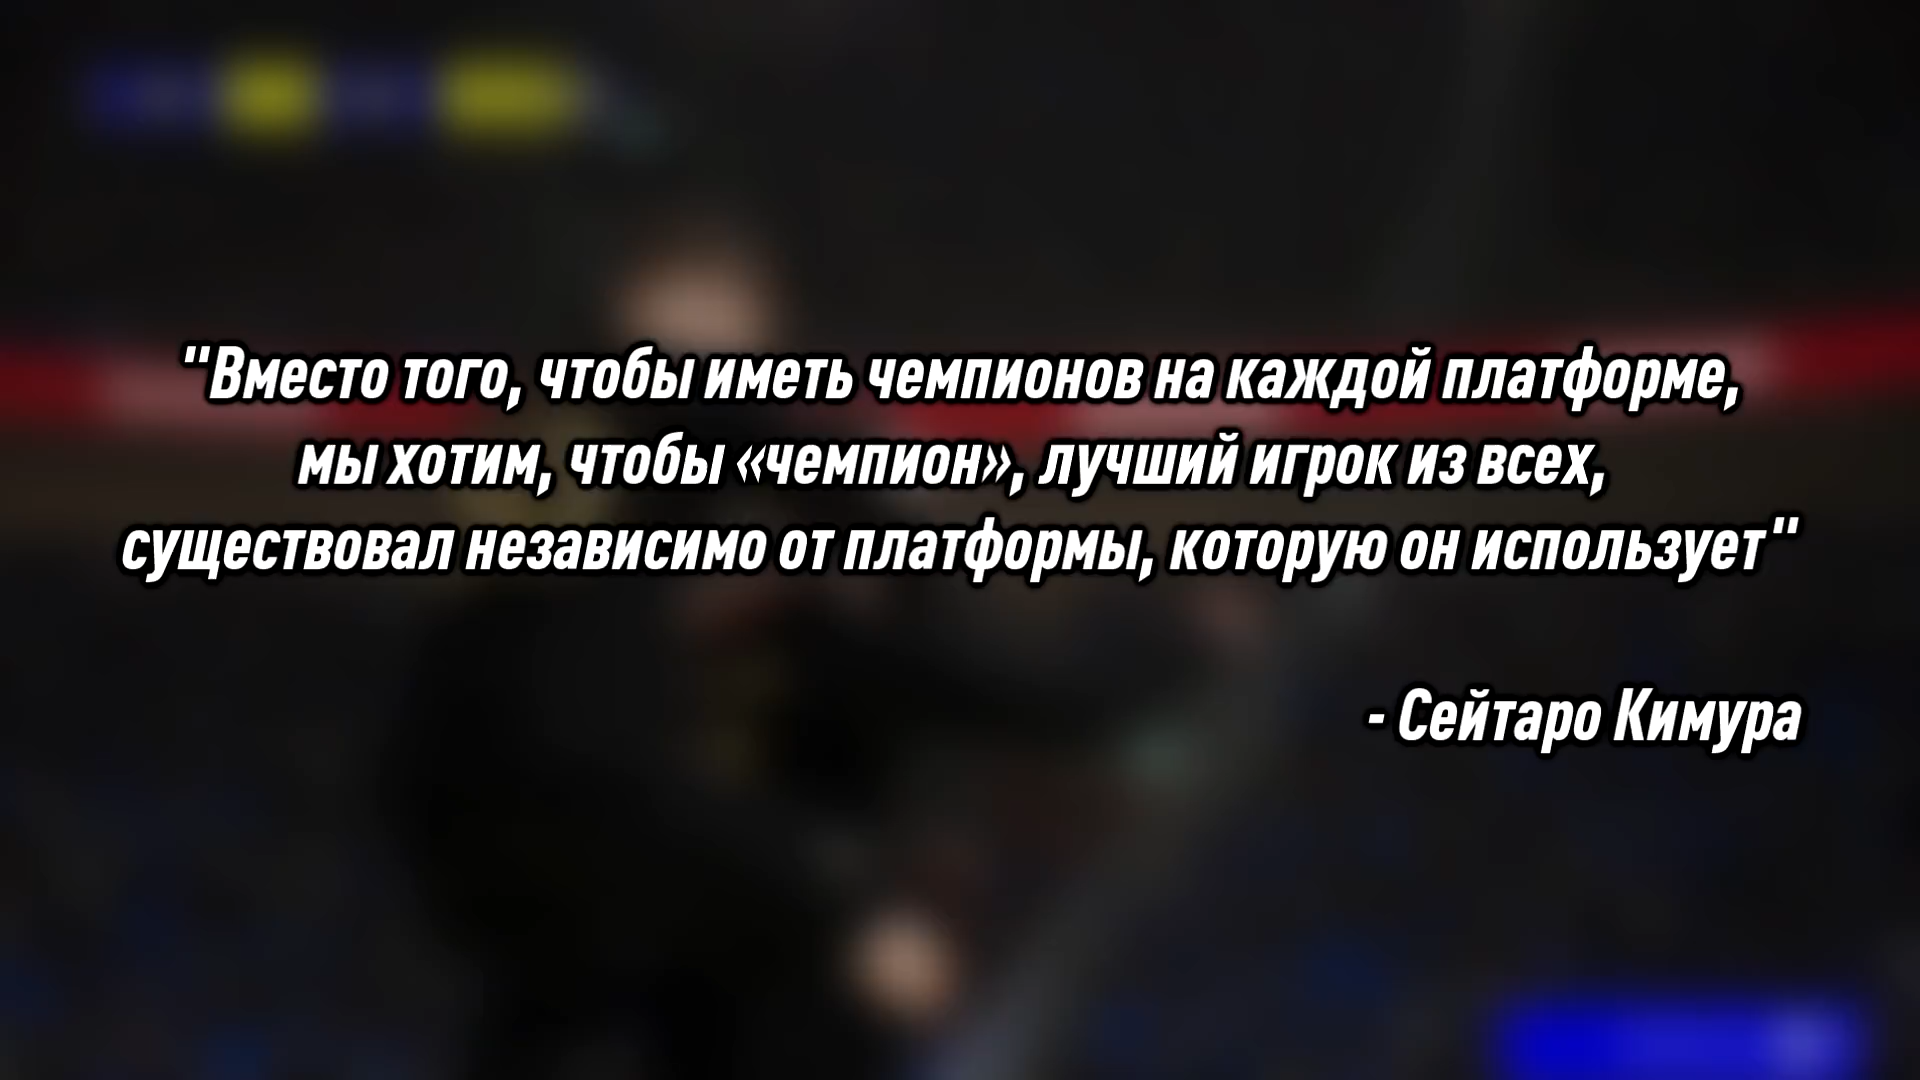 "Вместо того, чтобы иметь чемпионов на каждой платформе,
мы хотим, чтобы «чемпион», лучший игрок из всех,
существовал независимо от платформы, которую он использует"
- Сейтаро Кимура